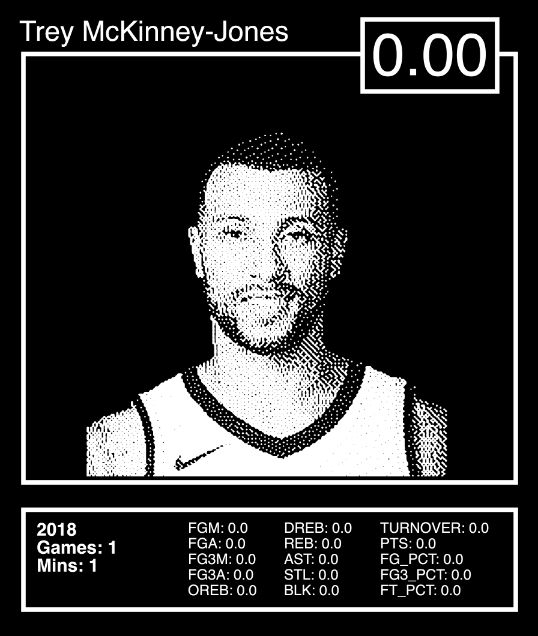 Trey McKinney-Jones
0.00
2018
Games: 1
Mins: 1
FGM: 0.0
FGA: 0.0
FG3M: 0.0
FG3A: 0.0
OREB: 0.0
DREB: 0.0
REB: 0.0
AST: 0.0
STL: 0.0
BLK: 0.0
TURNOVER: 0.0
PTS: 0.0
FG_PCT: 0.0
FG3_PCT: 0.0
FT_PCT: 0.0